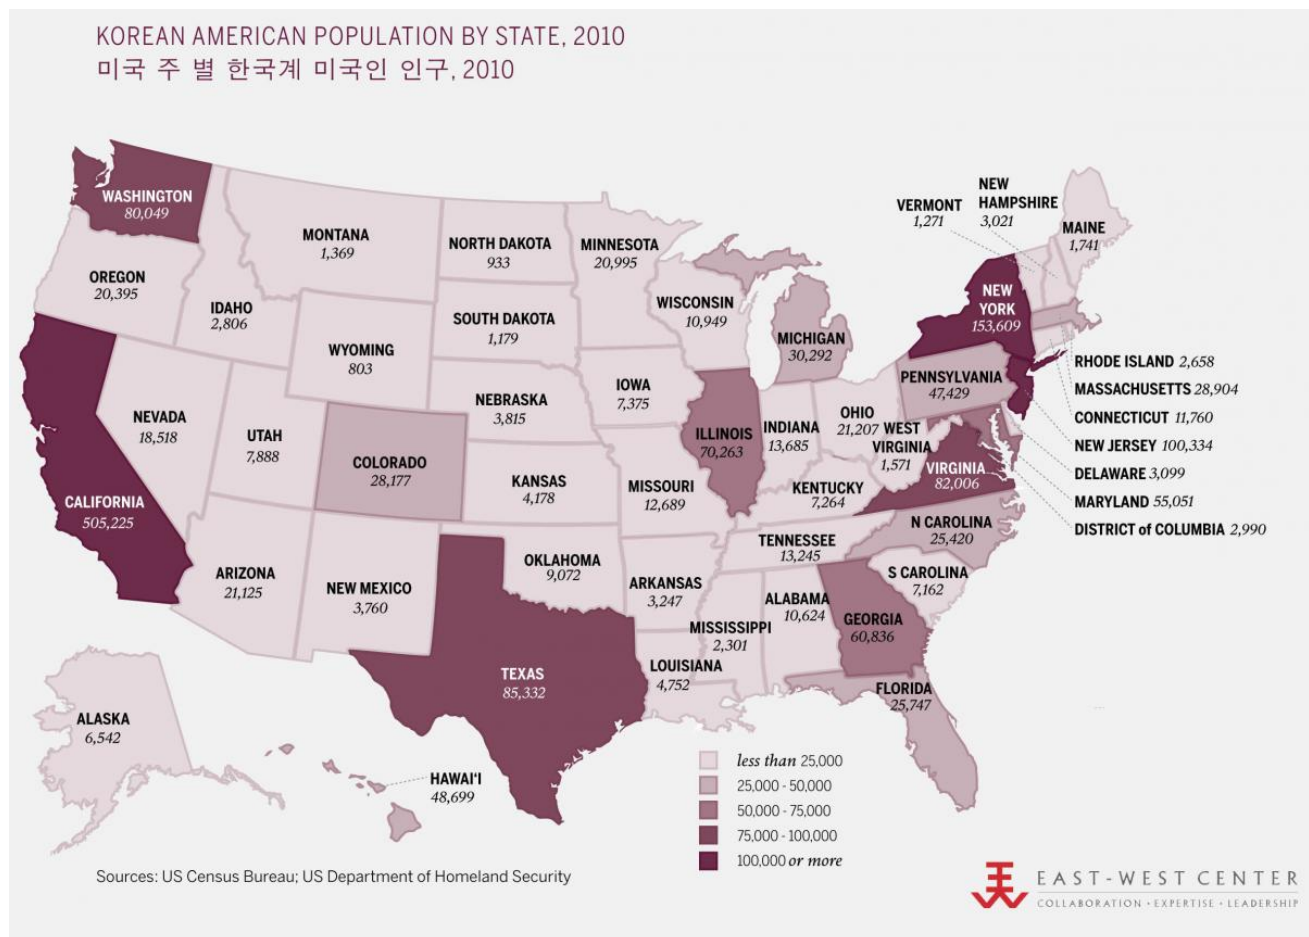 KOREAN AMERICAN POPULATION BY STATE, 2010
미국 주 별 한국계 미국인 인구, 2010
WASHINGTON
80,049
OREGON
20,395
CALIFORNIA
505,225
NEVADA
18,518
IDAHO
2,806
MONTANA
1,369
WYOMING
803
UTAH
7,888
COLORADO
28,177
ARIZONA
21,125
NEW MEXICO
3,760
NORTH DAKOTA
933
SOUTH DAKOTA
1,179
NEBRASKA
3,815
KANSAS
4,178
OKLAHOMA
9,072
TEXAS
85,332
MINNESOTA
20,995
IOWA
7,375
MISSOURI
12,689
ARKANSAS
3,247
LOUISIANA
4,752
WISCONSIN
10,949
ILLINOIS
70,263
MICHIGAN
30,292
INDIANA
13,685
OHIO
21,207
WEST
VIRGINIA
1,571
KENTUCKY
7,264
TENNESSEE
13,245
MISSISSIPPI
2,301
ALABAMA
10,624
GEORGIA
60,836
FLORIDA
25,747
S CAROLINA
7,162
N CAROLINA
25,420
VIRGINIA
82,006
PENNSYLVANIA
47,429
NEW
YORK
153,609
VERMONT
1,271
NEW
HAMPSHIRE
3,021
MAINE
1,741
RHODE ISLAND 2,658
MASSACHUSETTS 28,904
CONNECTICUT 11,760
NEW JERSEY 100,334
DELAWARE 3,099
MARYLAND 55,051
DISTRICT of COLUMBIA 2,990
ALASKA
6,542
HAWAI'I
48,699
less than 25,000
25,000 - 50,000
50,000 - 75,000
75,000 - 100,000
100,000 or more
Sources: US Census Bureau; US Department of Homeland Security
EAST-WEST CENTER
COLLABORATION • EXPERTISE • LEADERSHIP